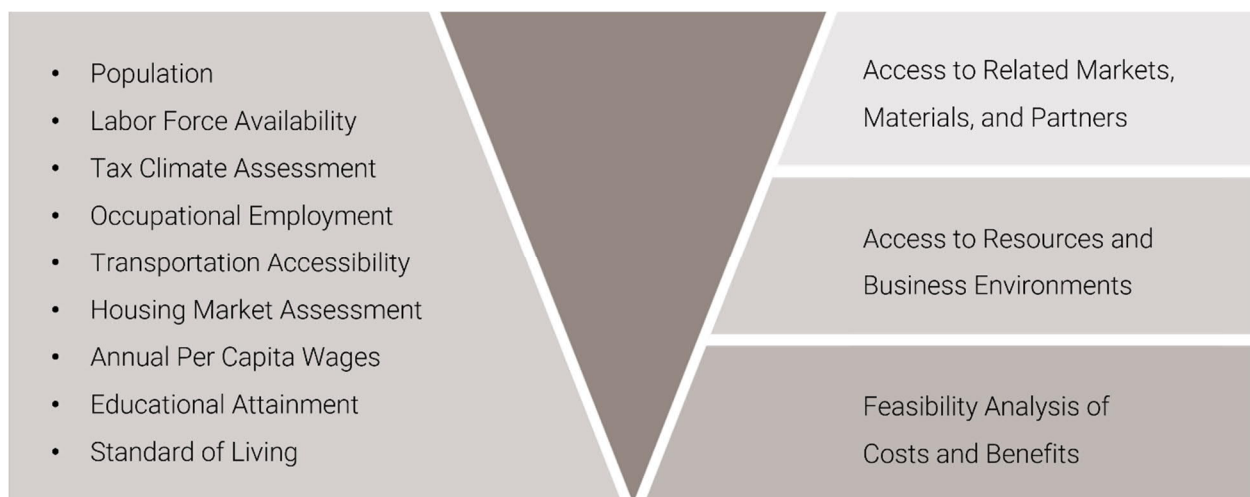 • Population
• Labor Force Availability
• Tax Climate Assessment
• Occupational Employment
• Transportation Accessibility
• Housing Market Assessment
• Annual Per Capita Wages
• Educational Attainment
• Standard of Living
Access to Related Markets,
Materials, and Partners
Access to Resources and
Business Environments
Feasibility Analysis of
Costs and Benefits